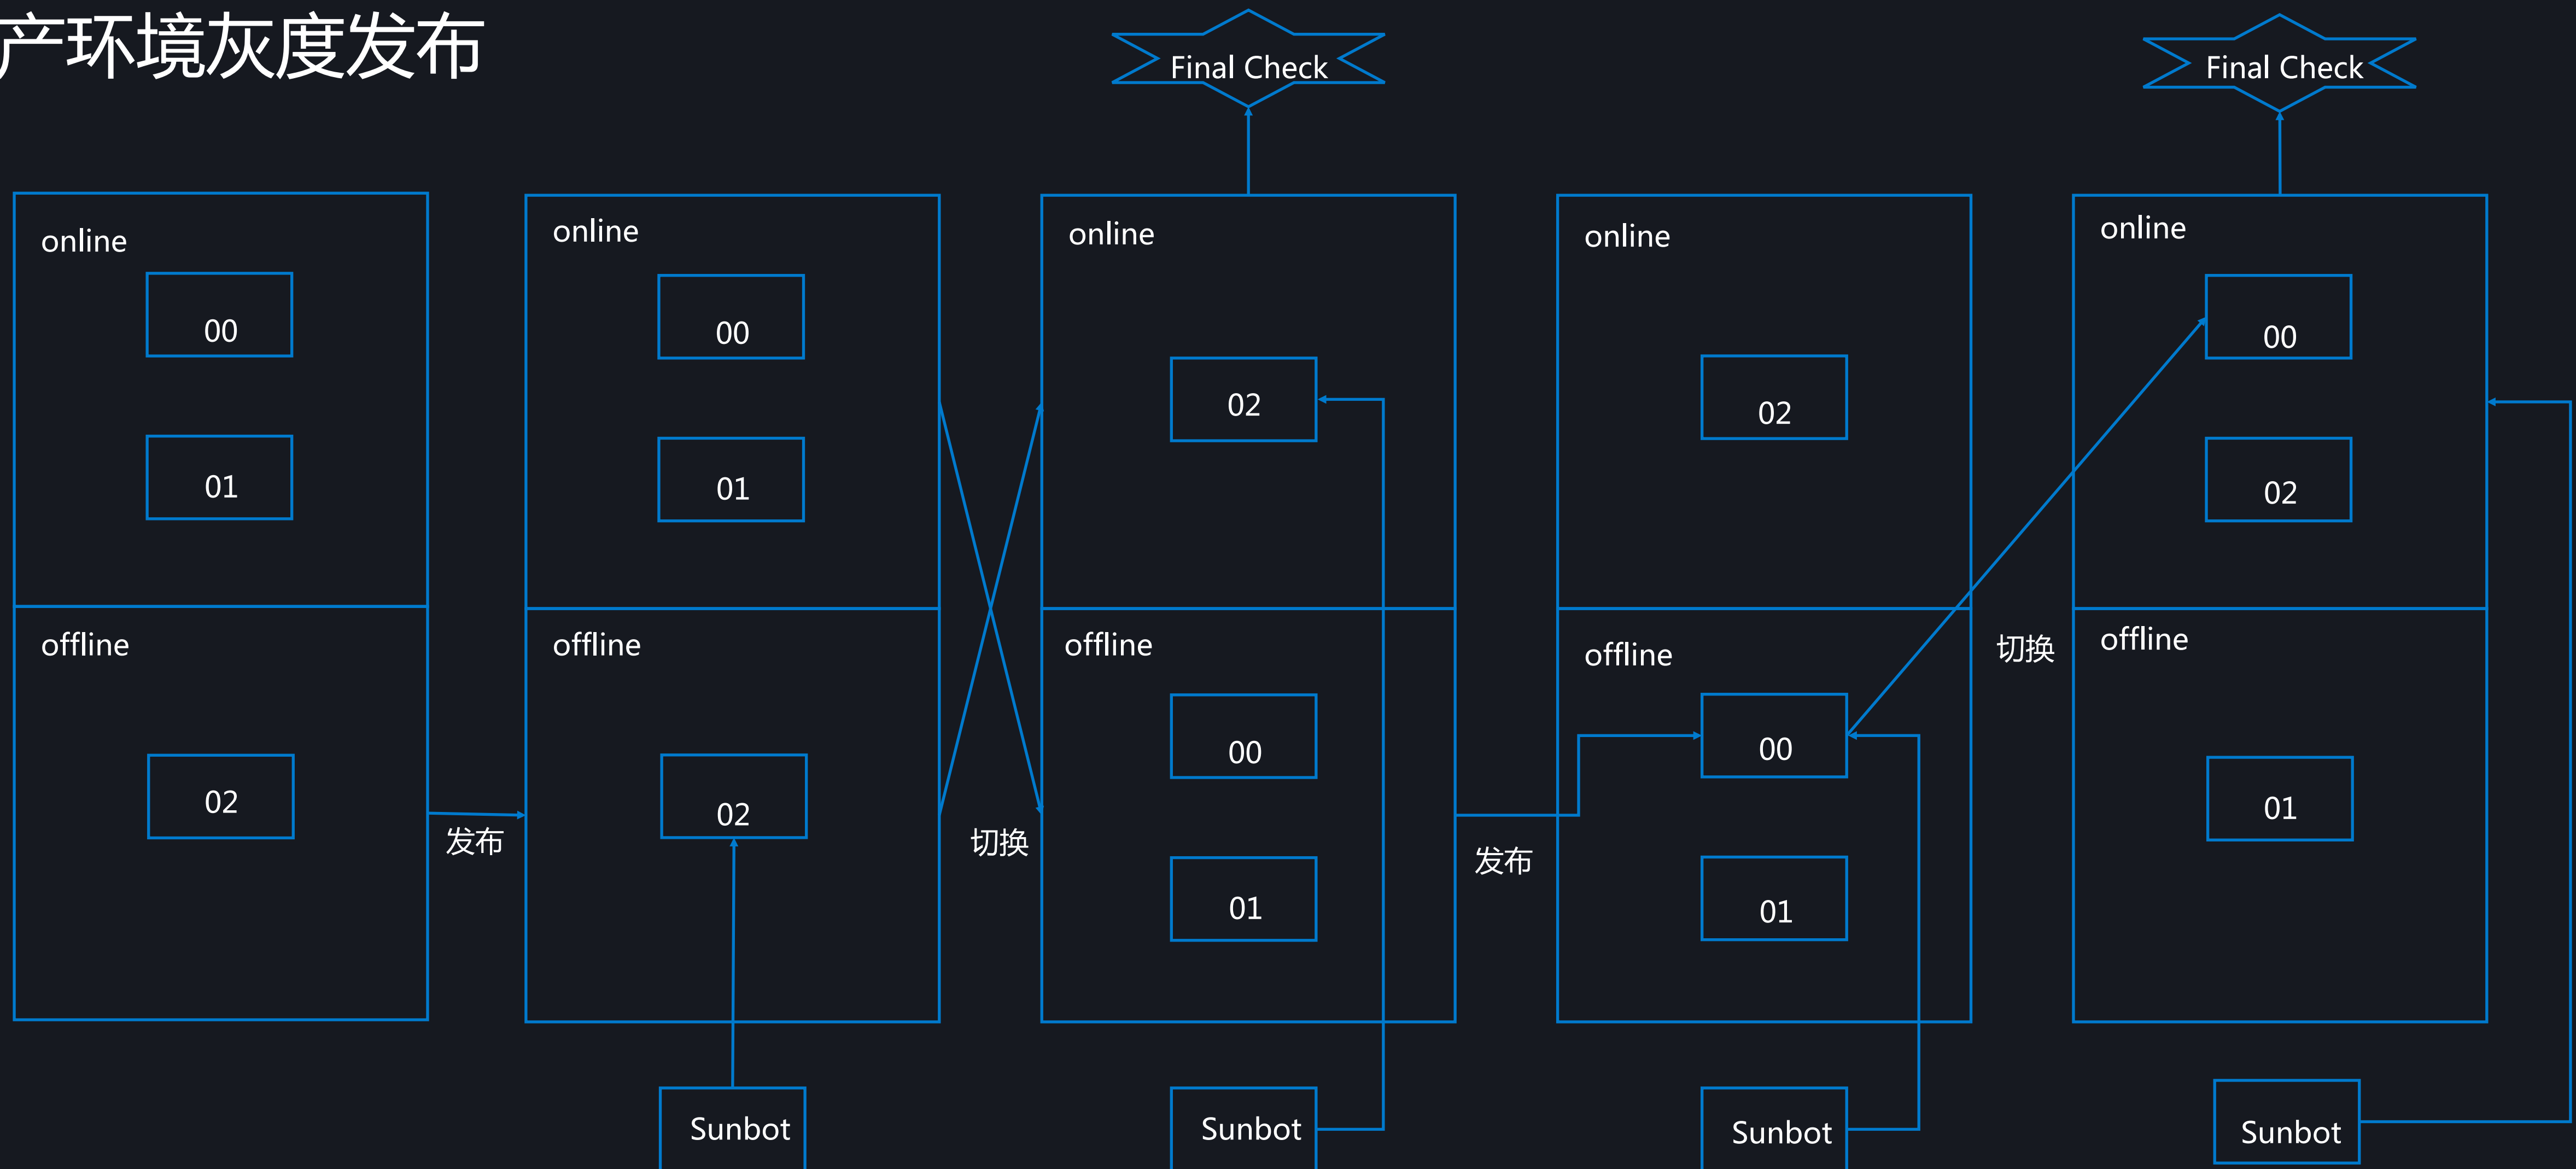 产环境灰度发布
Final Check
Final Check
online
00
01
offline
02
发布
online
00
01
offline
02
Sunbot
切换
online
02
offline
00
01
Sunbot
发布
online
02
offline
00
01
Sunbot
切换
online
00
02
offline
01
Sunbot